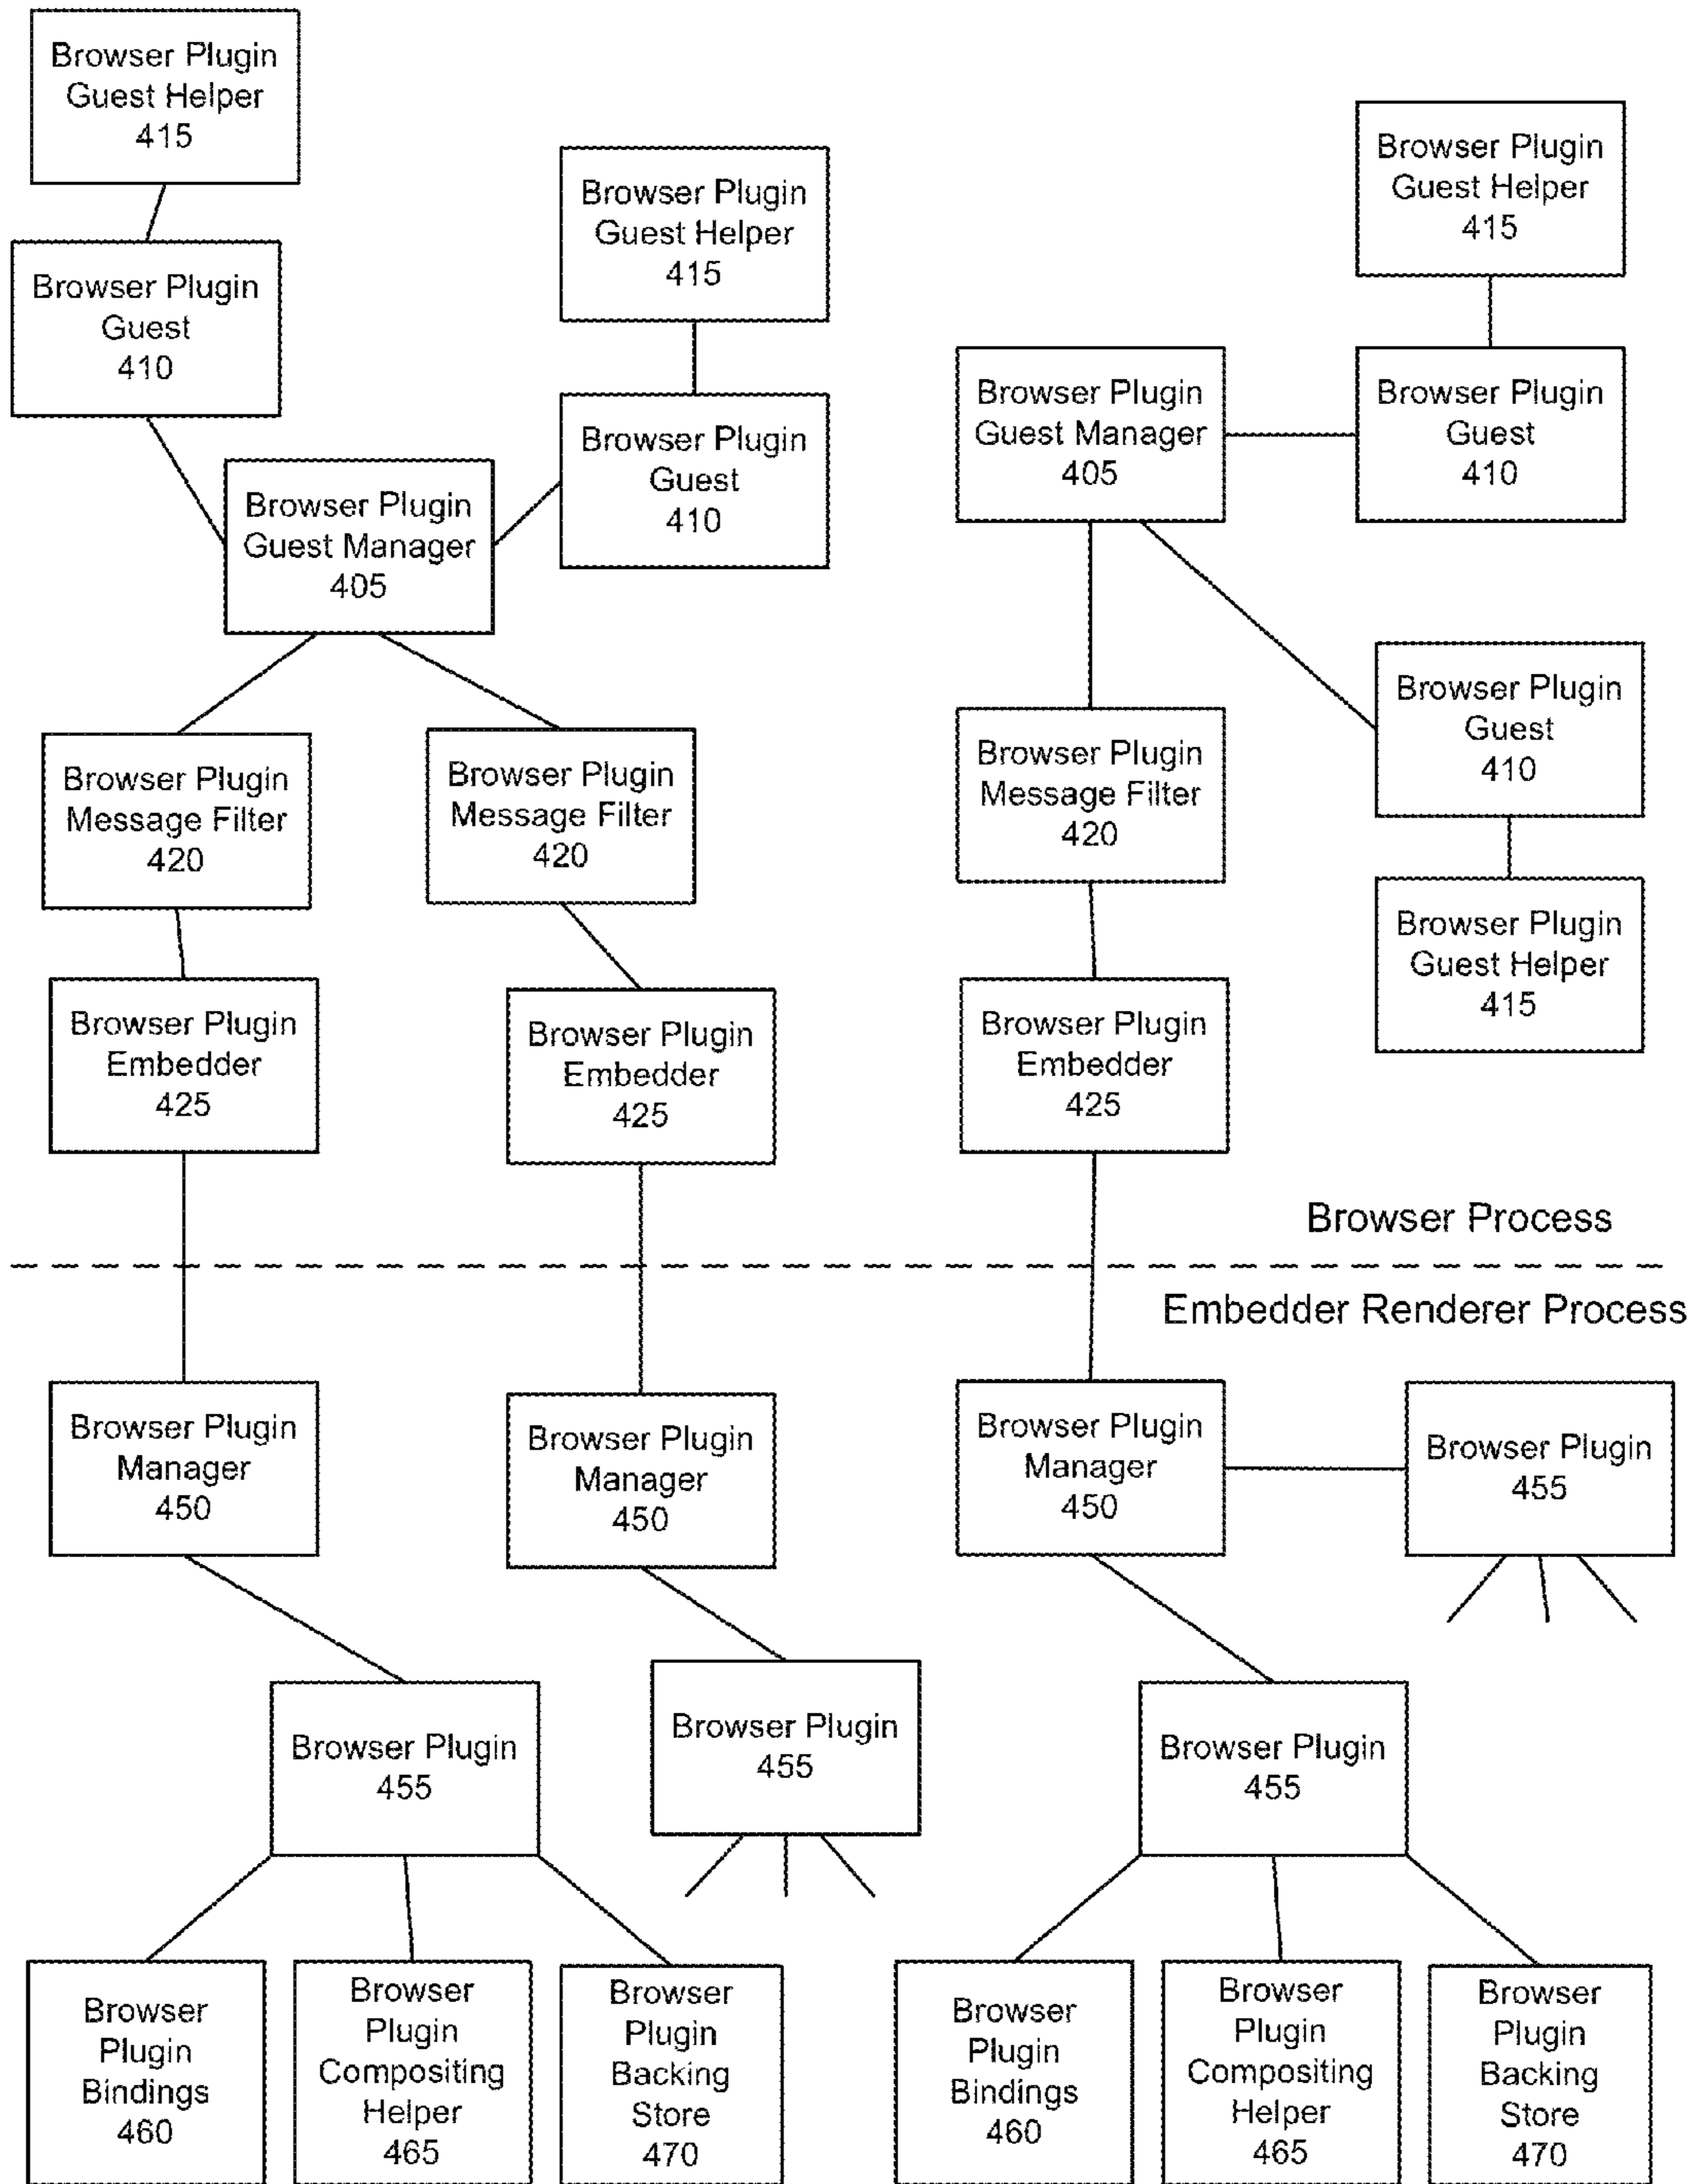 Browser Plugin
Guest Helper
415
Browser Plugin
Guest Helper
415
Browser Plugin
Guest Helper
415
Browser Plugin
Guest
410
Browser Plugin
Guest Manager
405
Browser Plugin
Guest
410
Browser Plugin
Guest
410
Browser Plugin
Guest Manager
405
Browser Plugin
Guest
410
Browser Plugin
Message Filter
420
Browser Plugin
Message Filter
420
Browser Plugin
Message Filter
420
Browser Plugin
Guest Helper
415
Browser Plugin
Embedder
425
Browser Plugin
Embedder
425
Browser Plugin
Embedder
425
Browser Process
Embedder Renderer Process
Browser Plugin
Manager
450
Browser Plugin
Manager
450
Browser Plugin
Manager
450
Browser Plugin
455
Browser Plugin
455
Browser Plugin
455
Browser Plugin
455
Browser
Plugin
Bindings
460
Browser
Plugin
Compositing
Helper
465
Browser
Plugin
Backing
Store
470
Browser
Plugin
Bindings
460
Browser
Plugin
Compositing
Helper
465
Browser
Plugin
Backing
Store
470